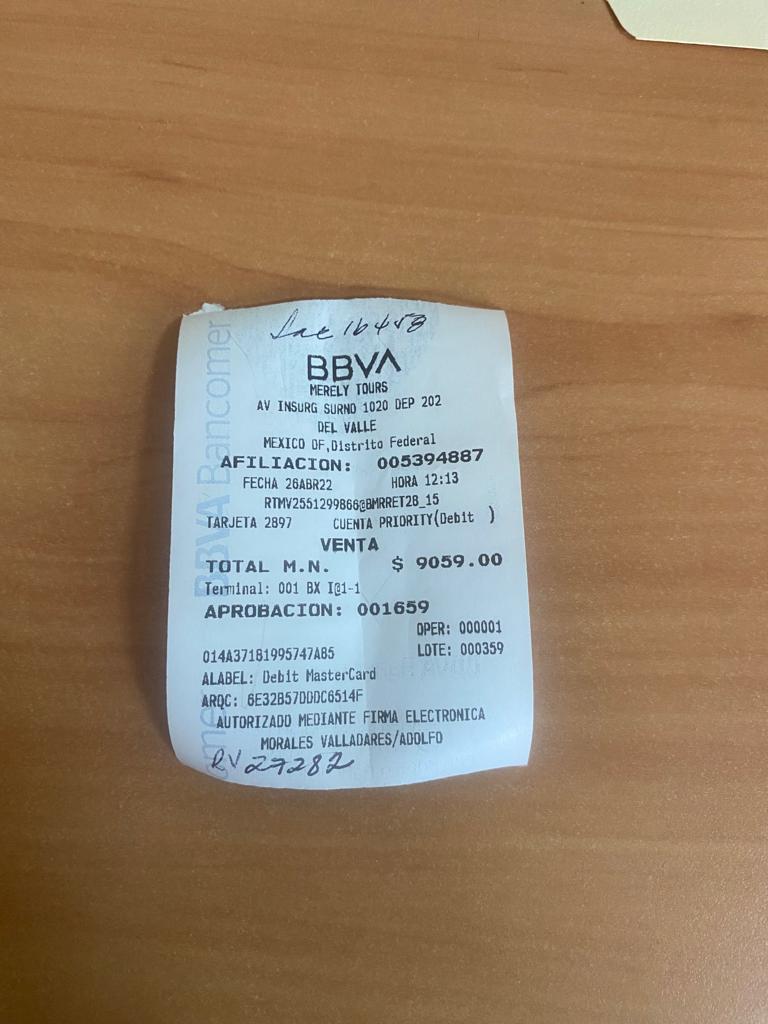 Fac 16458
BBVA
MERELY TOURS
AV INSURG SURNO 1020 DEP 202
DEL VALLE
MEXICO DF,Distrito Federal
AFILIACION: 005394887
FECHA 26ABR22 HORA 12:13
RTMV2551299866@BMRRET28_15
TARJETA 2897 CUENTA PRIORITY(Debit )
VENTA
TOTAL M.N. $ 9059.00
Terminal: 001 BX I@1-1
APROBACION: 001659
OPER: 000001
014A37181995747A85 LOTE: 000359
ALABEL: Debit MasterCard
ARQC: 6E32B57DDDC6514F
AUTORIZADO MEDIANTE FIRMA ELECTRONICA
MORALES VALLADARES/ADOLFO
RV 27282
BBVA Bancomer